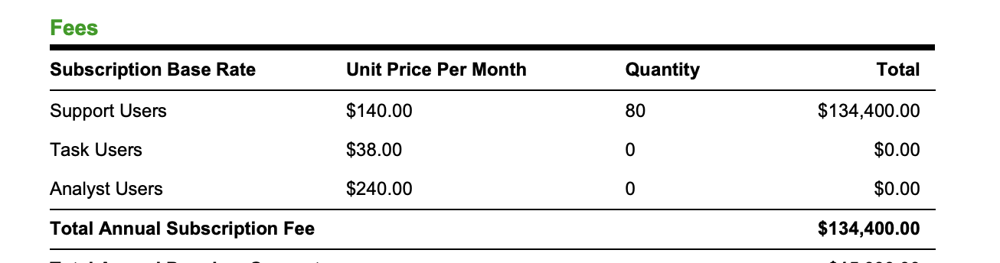 Fees
Subscription Base Rate Unit Price Per Month Quantity Total
Support Users $140.00 80 $134,400.00
Task Users $38.00 0 $0.00
Analyst Users $240.00 0 $0.00
Total Annual Subscription Fee $134,400.00